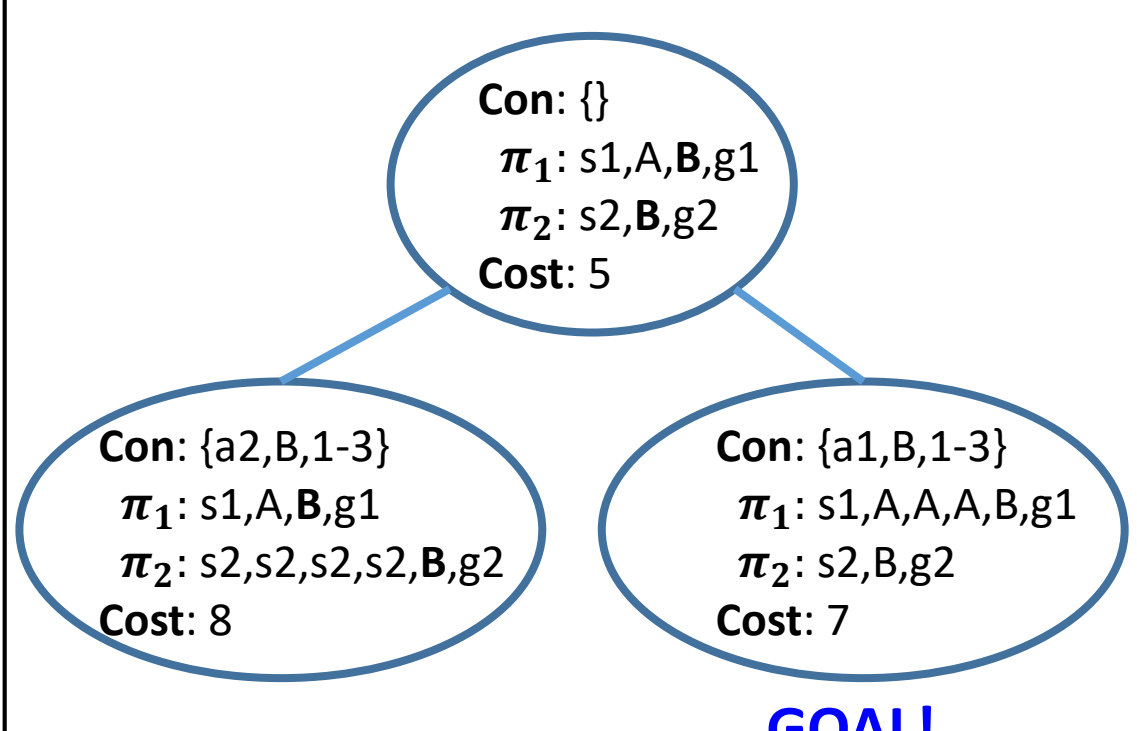 Con: {}
π₁: s1,A,B,g1
π₂: s2,B,g2
Cost: 5
Con: {a2,B,1-3}
π₁: s1,A,B,g1
π₂: s2,s2,s2,s2,B,g2
Cost: 8
Con: {a1,B,1-3}
π₁: s1,A,A,A,B,g1
π₂: s2,B,g2
Cost: 7
GOAL!